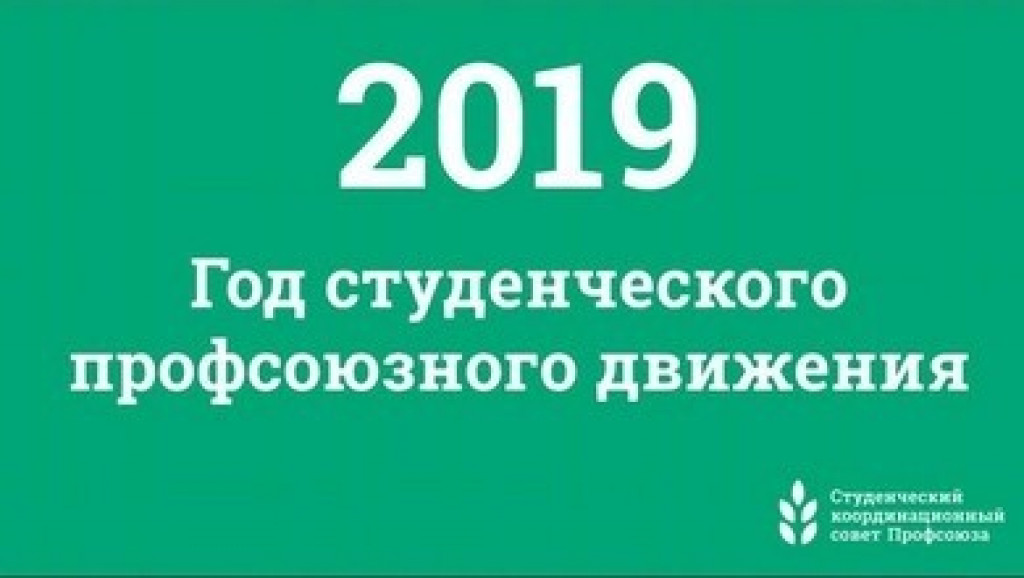 2019
Год студенческого
профсоюзного движения
Студенческий
координационный
совет Профсоюза